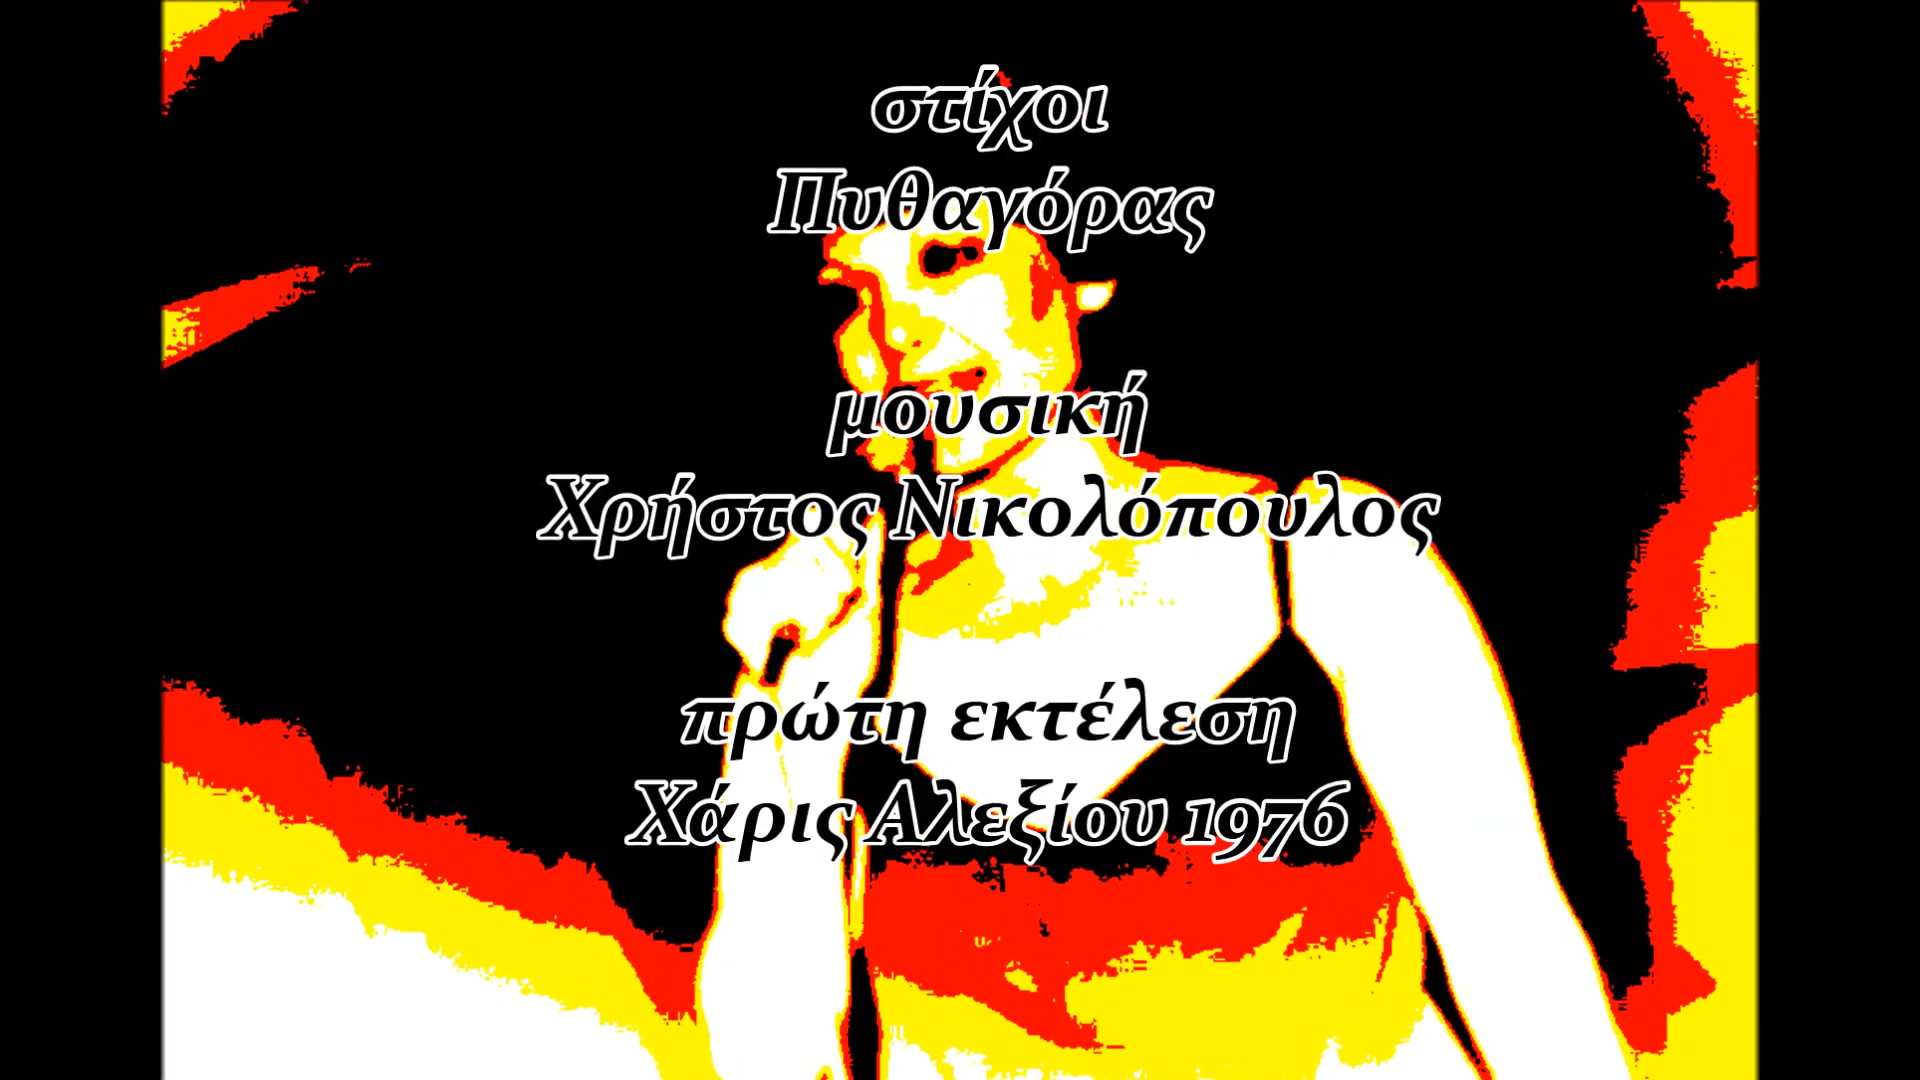 στίχοι
Πυθαγόρας
μουσική
Χρήστος Νικολόπουλος
πρώτη εκτέλεση
Χάρις Αλεξίου 1976